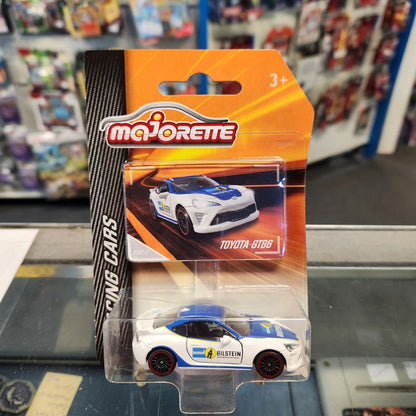 3+
majORETTE
TOYOTA GT86
RACING CARS
BILSTEIN